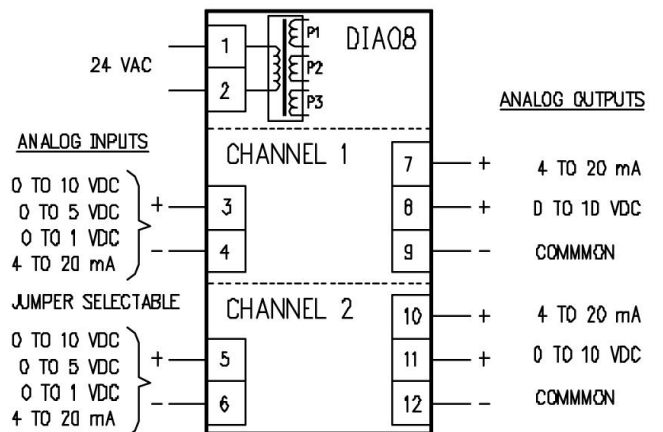 DIA08
P1
P2
P3
24 VAC
1
2
ANALOG INPUTS
0 TO 10 VDC
0 TO 5 VDC
0 TO 1 VDC
4 TO 20 mA
+
-
3
4
CHANNEL 1
ANALOG OUTPUTS
7 + 4 TO 20 mA
8 + 0 TO 10 VDC
9 - COMMMON
JUMPER SELECTABLE
0 TO 10 VDC
0 TO 5 VDC
0 TO 1 VDC
4 TO 20 mA
+
-
5
6
CHANNEL 2
10 + 4 TO 20 mA
11 + 0 TO 10 VDC
12 - COMMMON